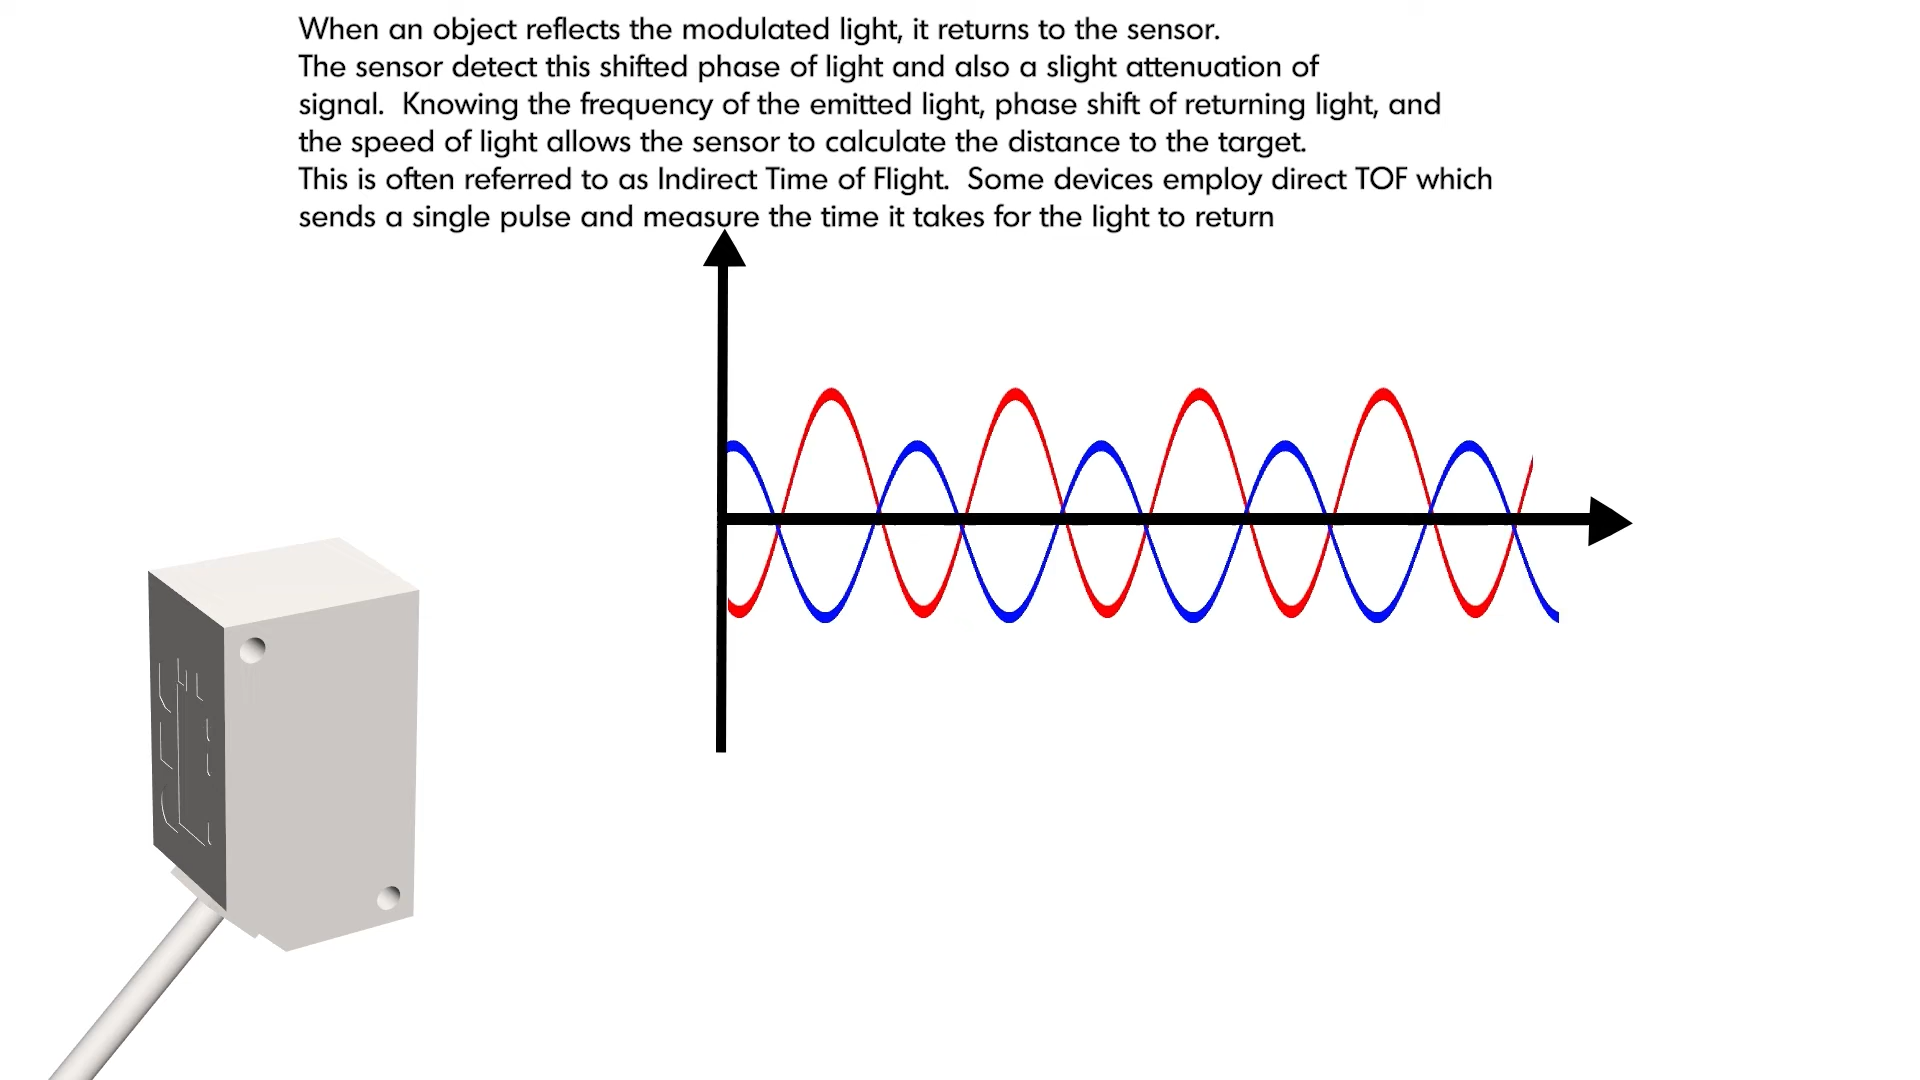 When an object reflects the modulated light, it returns to the sensor.
The sensor detect this shifted phase of light and also a slight attenuation of
signal.  Knowing the frequency of the emitted light, phase shift of returning light, and
the speed of light allows the sensor to calculate the distance to the target.
This is often referred to as Indirect Time of Flight.  Some devices employ direct TOF which
sends a single pulse and measure the time it takes for the light to return